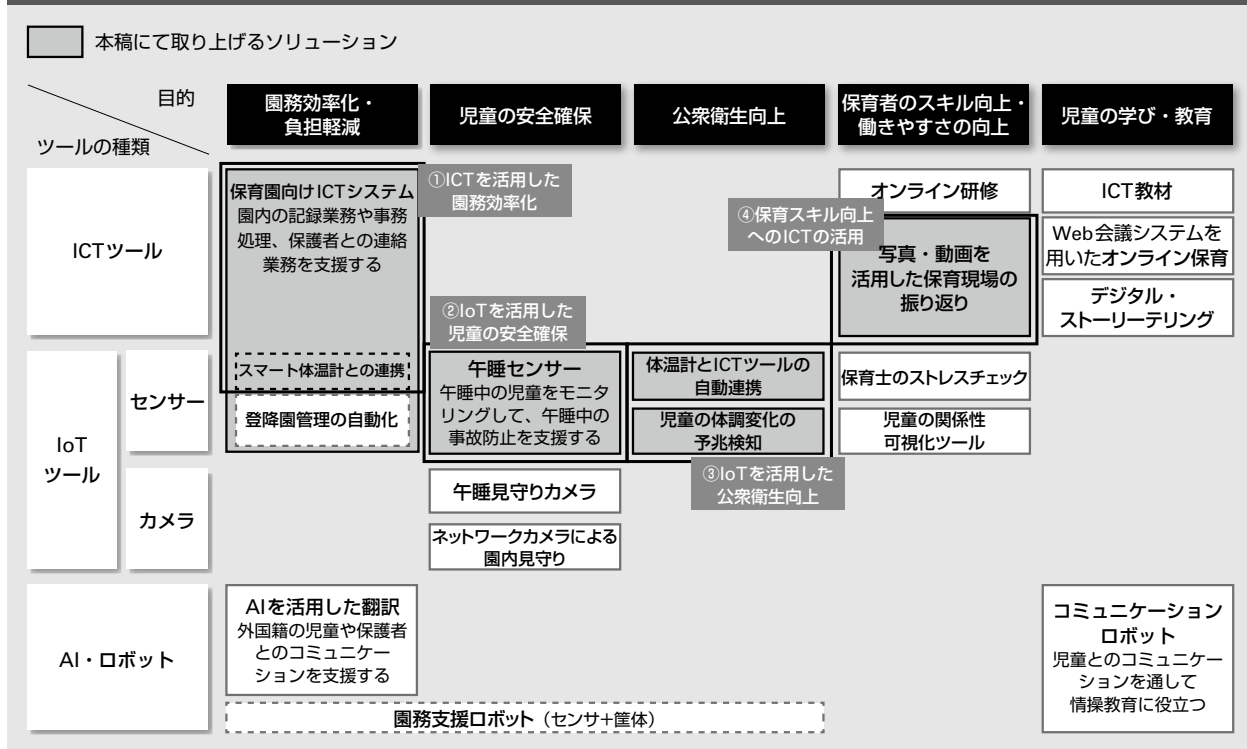 本稿にて取り上げるソリューション
目的
ツールの種類
園務効率化・
負担軽減
児童の安全確保
公衆衛生向上
保育者のスキル向上・
働きやすさの向上
児童の学び・教育
ICTツール
保育園向けICTシステム
園内の記録業務や事務
処理、保護者との連絡
業務を支援する
①ICTを活用した
園務効率化
②IoTを活用した
児童の安全確保
④保育スキル向上
へのICTの活用
オンライン研修
写真・動画を
活用した保育現場の
振り返り
ICT教材
Web会議システムを
用いたオンライン保育
デジタル・
ストーリーテリング
IoT
ツール
センサー
スマート体温計との連携
登降園管理の自動化
午睡センサー
午睡中の児童をモニタ
リングして、午睡中の
事故防止を支援する
体温計とICTツールの
自動連携
児童の体調変化の
予兆検知
③IoTを活用した
公衆衛生向上
保育士のストレスチェック
児童の関係性
可視化ツール
カメラ
午睡見守りカメラ
ネットワークカメラによる
園内見守り
AI・ロボット
AIを活用した翻訳
外国籍の児童や保護者
とのコミュニケー
ションを支援する
園務支援ロボット（センサ+筐体）
コミュニケーション
ロボット
児童とのコミュニケー
ションを通して
情操教育に役立つ